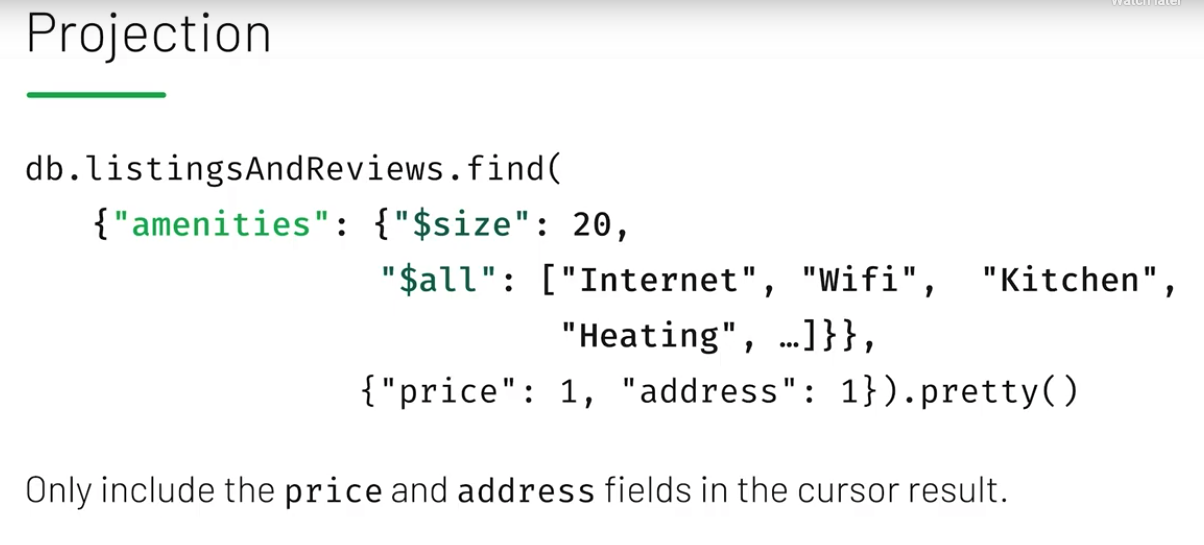 Watch later
Projection
db.listingsAndReviews.find(
{"amenities": {"$size": 20,
"$all": ["Internet", "Wifi", "Kitchen",
"Heating", …]}},
{"price": 1, "address": 1}).pretty()
Only include the price and address fields in the cursor result.